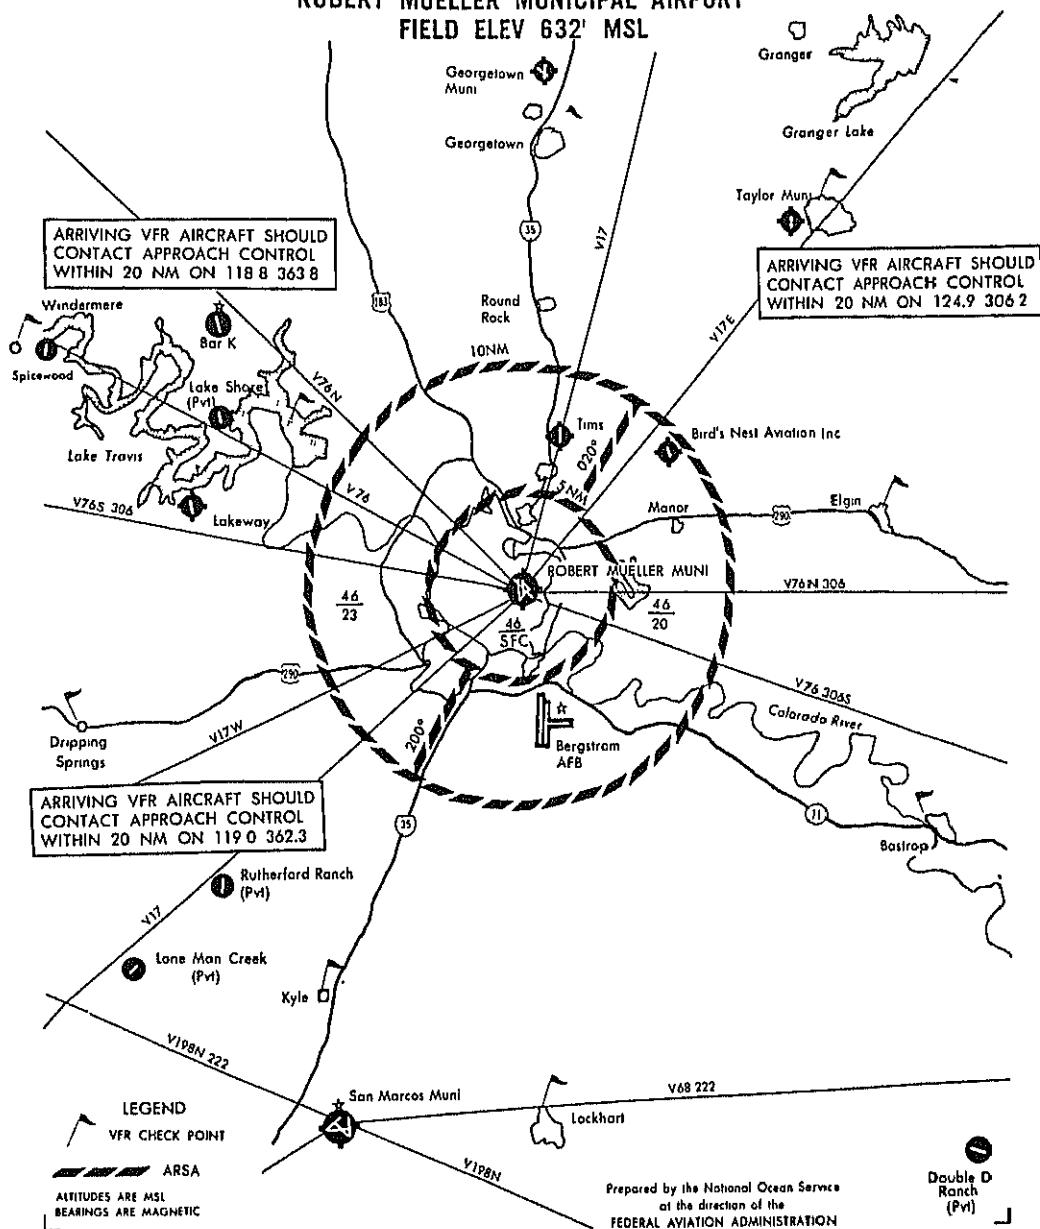 ROBERT MUELLER MUNICIPAL AIRPORT
FIELD ELEV 632' MSL
Georgetown
Muni
Georgetown
Granger
Granger Lake
Taylor Muni
ARRIVING VFR AIRCRAFT SHOULD
CONTACT APPROACH CONTROL
WITHIN 20 NM ON 118 8 363 8
ARRIVING VFR AIRCRAFT SHOULD
CONTACT APPROACH CONTROL
WITHIN 20 NM ON 124.9 306 2
35
V17
183
Windermere
Spicewood
Bar K
Round
Rock
10NM
V17E
V76N
Lake Shore
(Pvt)
Lake Travis
Lakeway
Tims
020°
Bird's Nest Aviation Inc
V76
5NM
Manor
290
Elgin
V76S 306
ROBERT MUELLER MUNI
V76N 306
46
23
46
SFC
46
20
290
V76 306S
Colorado River
Dripping
Springs
V17W
200°
Bergstrom
AFB
ARRIVING VFR AIRCRAFT SHOULD
CONTACT APPROACH CONTROL
WITHIN 20 NM ON 119 0 362.3
35
71
Bastrop
Rutherford Ranch
(Pvt)
V17
Lone Man Creek
(Pvt)
Kyle
V198N 222
San Marcos Muni
V68 222
Lockhart
V198N
Double D
Ranch
(Pvt)
LEGEND
VFR CHECK POINT
ARSA
ALTITUDES ARE MSL
BEARINGS ARE MAGNETIC
Prepared by the National Ocean Service
at the direction of the
FEDERAL AVIATION ADMINISTRATION